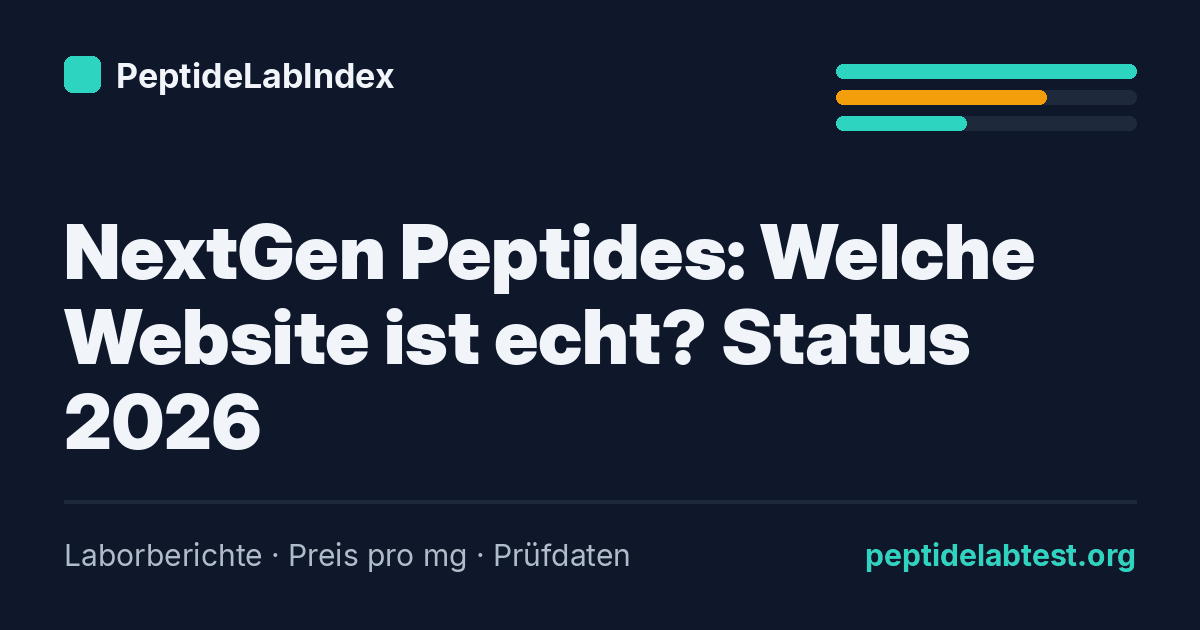 PeptideLabIndex
NextGen Peptides: Welche
Website ist echt? Status
2026
Laborberichte · Preis pro mg · Prüfdaten
peptidelabtest.org